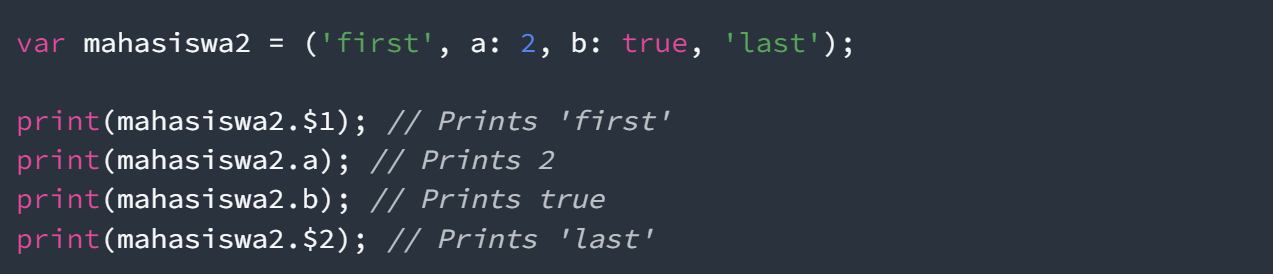 var mahasiswa2 = ('first', a: 2, b: true, 'last');
print(mahasiswa2.$1); // Prints 'first'
print(mahasiswa2.a); // Prints 2
print(mahasiswa2.b); // Prints true
print(mahasiswa2.$2); // Prints 'last'